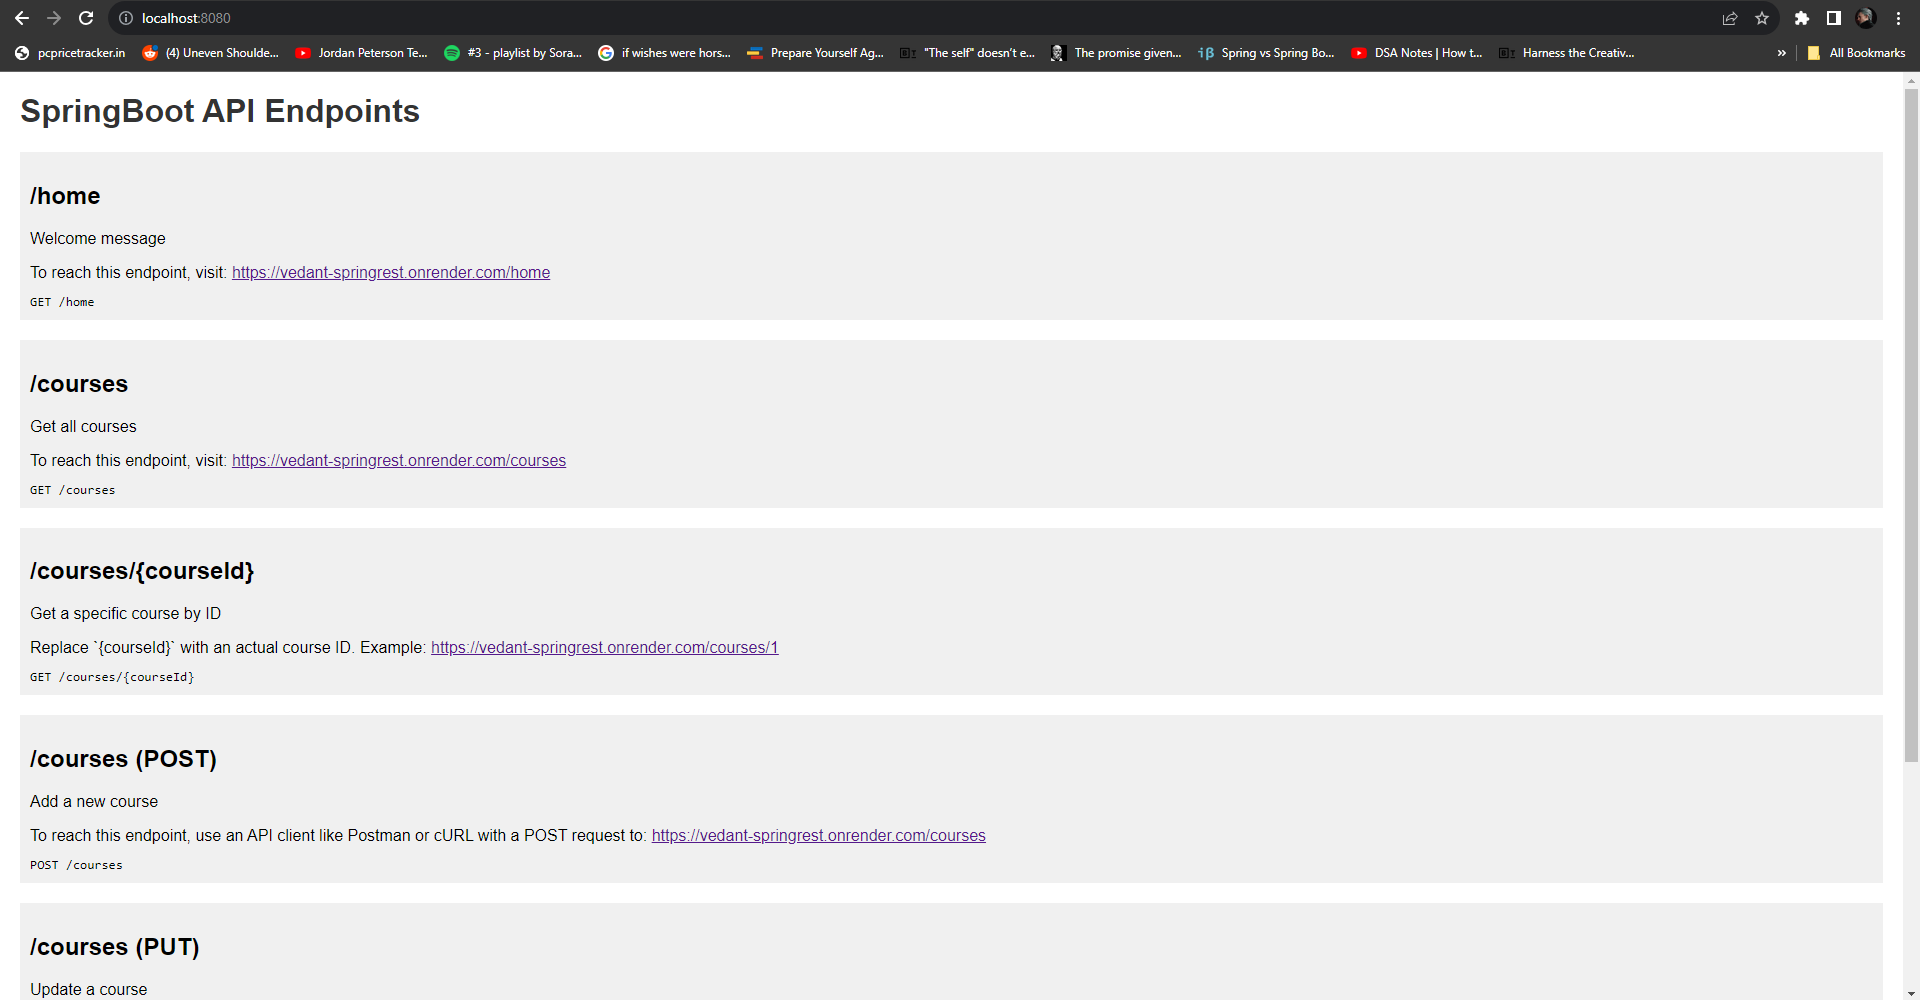 localhost:8080
pcpricetracker.in
(4) Uneven Shoulde...
Jordan Peterson Te...
#3 - playlist by Sora...
if wishes were hors...
Prepare Yourself Ag...
"The self" doesn't e...
The promise given...
Spring vs Spring Bo...
DSA Notes | How t...
Harness the Creativ...
» All Bookmarks
SpringBoot API Endpoints
/home
Welcome message
To reach this endpoint, visit: https://vedant-springrest.onrender.com/home
GET /home
/courses
Get all courses
To reach this endpoint, visit: https://vedant-springrest.onrender.com/courses
GET /courses
/courses/{courseId}
Get a specific course by ID
Replace `{courseId}` with an actual course ID. Example: https://vedant-springrest.onrender.com/courses/1
GET /courses/{courseId}
/courses (POST)
Add a new course
To reach this endpoint, use an API client like Postman or cURL with a POST request to: https://vedant-springrest.onrender.com/courses
POST /courses
/courses (PUT)
Update a course